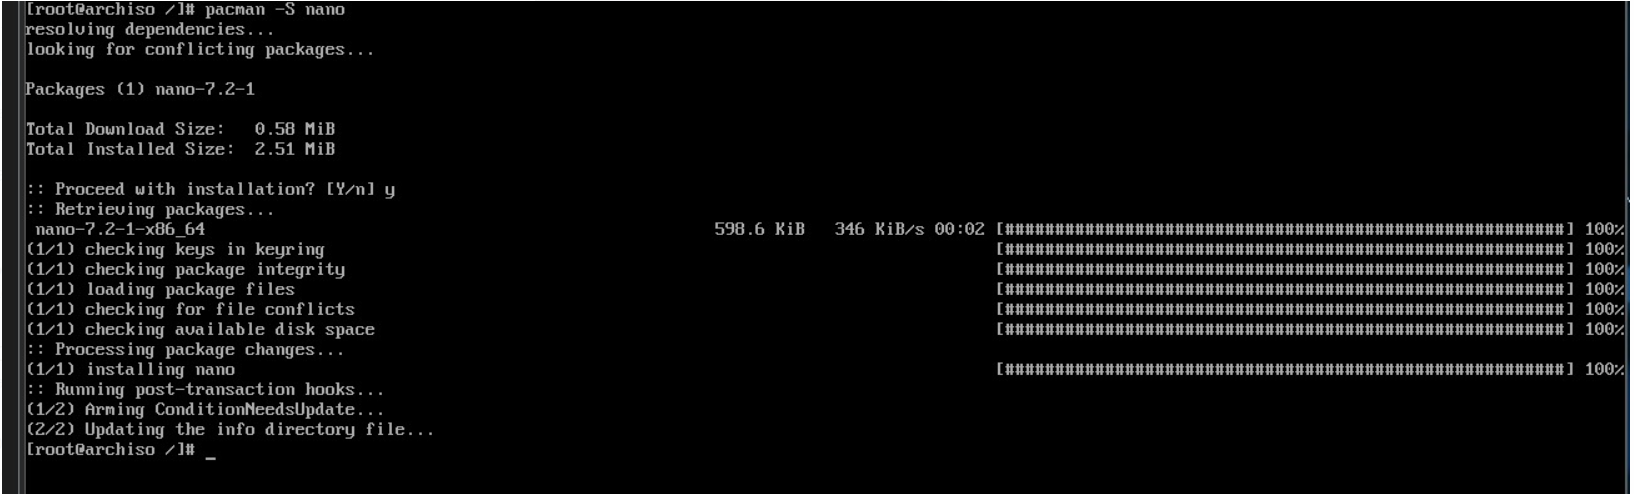 [root@archiso /]# pacman -S nano
resolving dependencies...
looking for conflicting packages...
Packages (1) nano-7.2-1
Total Download Size:   0.58 MiB
Total Installed Size:  2.51 MiB
:: Proceed with installation? [Y/n] y
:: Retrieving packages...
nano-7.2-1-x86_64 598.6 KiB 346 KiB/s 00:02 [########################################################] 100%
(1/1) checking keys in keyring [########################################################] 100%
(1/1) checking package integrity [########################################################] 100%
(1/1) loading package files [########################################################] 100%
(1/1) checking for file conflicts [########################################################] 100%
(1/1) checking available disk space [########################################################] 100%
:: Processing package changes...
(1/1) installing nano [########################################################] 100%
:: Running post-transaction hooks...
(1/2) Arming ConditionNeedsUpdate...
(2/2) Updating the info directory file...
[root@archiso /]# _